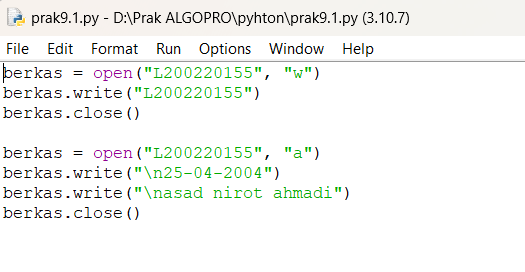 prak9.1.py - D:\Prak ALGOPRO\pyhton\prak9.1.py (3.10.7)
File Edit Format Run Options Window Help
berkas = open("L200220155", "w")
berkas.write("L200220155")
berkas.close()

berkas = open("L200220155", "a")
berkas.write("\n25-04-2004")
berkas.write("\nasad nirot ahmadi")
berkas.close()